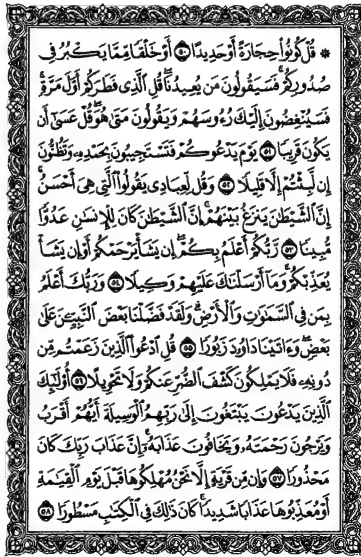 ۞ قُلْ كُونُوا۟ حِجَارَةً أَوْ حَدِيدًا ۝٥٠ أَوْ خَلْقًا مِّمَّا يَكْبُرُ فِى
صُدُورِكُمْ فَسَيَقُولُونَ مَن يُعِيدُنَا قُلِ ٱلَّذِى فَطَرَكُمْ أَوَّلَ مَرَّةٍ
فَسَيُنْغِضُونَ إِلَيْكَ رُءُوسَهُمْ وَيَقُولُونَ مَتَىٰ هُوَ قُلْ عَسَىٰٓ أَن
يَكُونَ قَرِيبًا ۝٥١ يَوْمَ يَدْعُوكُمْ فَتَسْتَجِيبُونَ بِحَمْدِهِۦ وَتَظُنُّونَ
إِن لَّبِثْتُمْ إِلَّا قَلِيلًا ۝٥٢ وَقُل لِّعِبَادِى يَقُولُوا۟ ٱلَّتِى هِىَ أَحْسَنُ
إِنَّ ٱلشَّيْطَٰنَ يَنزَغُ بَيْنَهُمْ إِنَّ ٱلشَّيْطَٰنَ كَانَ لِلْإِنسَٰنِ عَدُوًّا
مُّبِينًا ۝٥٣ رَّبُّكُمْ أَعْلَمُ بِكُمْ إِن يَشَأْ يَرْحَمْكُمْ أَوْ إِن يَشَأْ
يُعَذِّبْكُمْ وَمَآ أَرْسَلْنَٰكَ عَلَيْهِمْ وَكِيلًا ۝٥٤ وَرَبُّكَ أَعْلَمُ
بِمَن فِى ٱلسَّمَٰوَٰتِ وَٱلْأَرْضِ وَلَقَدْ فَضَّلْنَا بَعْضَ ٱلنَّبِيِّـۧنَ عَلَىٰ
بَعْضٍ وَءَاتَيْنَا دَاوُۥدَ زَبُورًا ۝٥٥ قُلِ ٱدْعُوا۟ ٱلَّذِينَ زَعَمْتُم مِّن
دُونِهِۦ فَلَا يَمْلِكُونَ كَشْفَ ٱلضُّرِّ عَنكُمْ وَلَا تَحْوِيلًا ۝٥٦ أُو۟لَٰٓئِكَ
ٱلَّذِينَ يَدْعُونَ يَبْتَغُونَ إِلَىٰ رَبِّهِمُ ٱلْوَسِيلَةَ أَيُّهُمْ أَقْرَبُ
وَيَرْجُونَ رَحْمَتَهُۥ وَيَخَافُونَ عَذَابَهُۥٓ إِنَّ عَذَابَ رَبِّكَ كَانَ
مَحْذُورًا ۝٥٧ وَإِن مِّن قَرْيَةٍ إِلَّا نَحْنُ مُهْلِكُوهَا قَبْلَ يَوْمِ ٱلْقِيَٰمَةِ
أَوْ مُعَذِّبُوهَا عَذَابًا شَدِيدًا كَانَ ذَٰلِكَ فِى ٱلْكِتَٰبِ مَسْطُورًا ۝٥٨